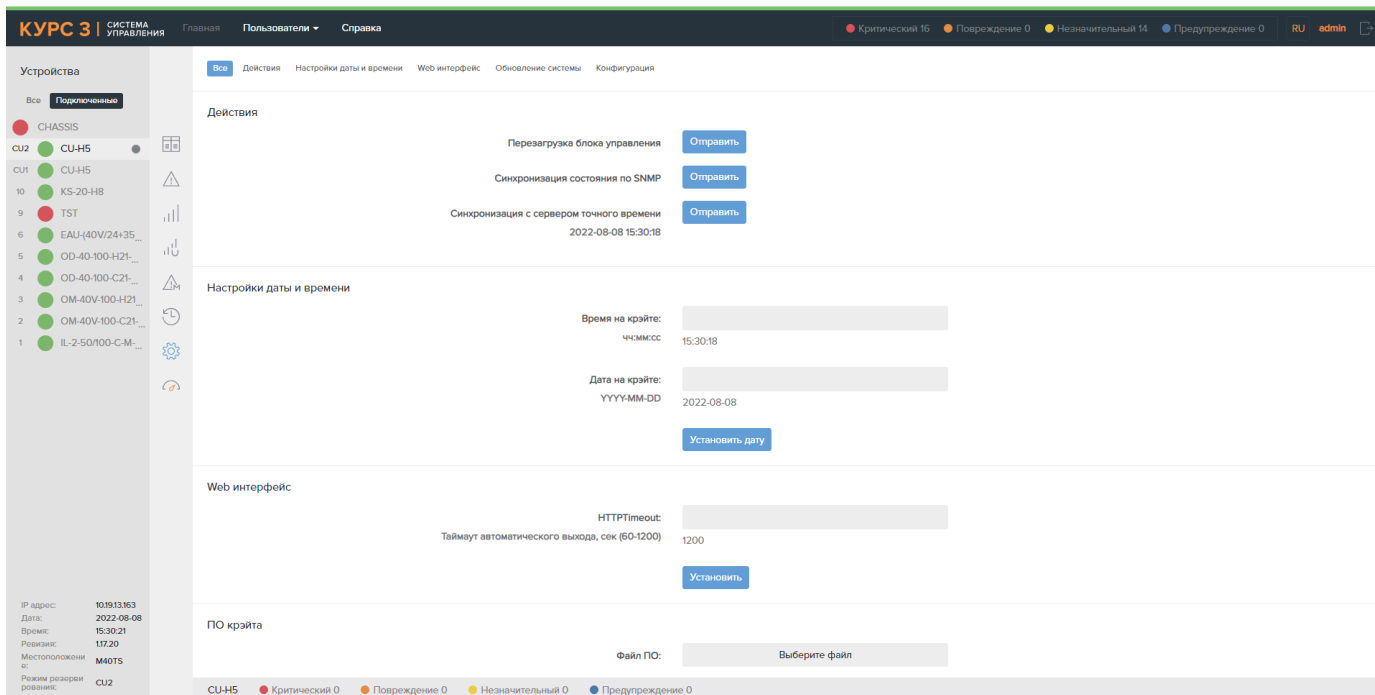 КУРС 3 | СИСТЕМА УПРАВЛЕНИЯ
Главная Пользователи Справка
Критический 16 Повреждение 0 Незначительный 14 Предупреждение 0 RU admin
Устройства
Все Подключенные
CHASSIS
CU2 CU-H5
CU1 CU-H5
10 KS-20-H8
9 TST
6 EAU-(40V/24+35...
5 OD-40-100-H21-...
4 OD-40-100-C21-...
3 OM-40V-100-H21...
2 OM-40V-100-C21-...
1 IL-2-50/100-C-M-...
IP адрес: 10.19.13.163
Дата: 2022-08-08
Время: 15:30:21
Ревизия: 1.17.20
Местоположени
е: M40TS
Режим резерви
рования: CU2
Все Действия Настройки даты и времени Web интерфейс Обновление системы Конфигурация
Действия
Перезагрузка блока управления Отправить
Синхронизация состояния по SNMP Отправить
Синхронизация с сервером точного времени Отправить
2022-08-08 15:30:18
Настройки даты и времени
Время на крэйте:
чч:мм:сс 15:30:18
Дата на крэйте:
YYYY-MM-DD 2022-08-08
Установить дату
Web интерфейс
HTTPTimeout:
Таймаут автоматического выхода, сек (60-1200) 1200
Установить
ПО крэйта
Файл ПО: Выберите файл
CU-H5 Критический 0 Повреждение 0 Незначительный 0 Предупреждение 0